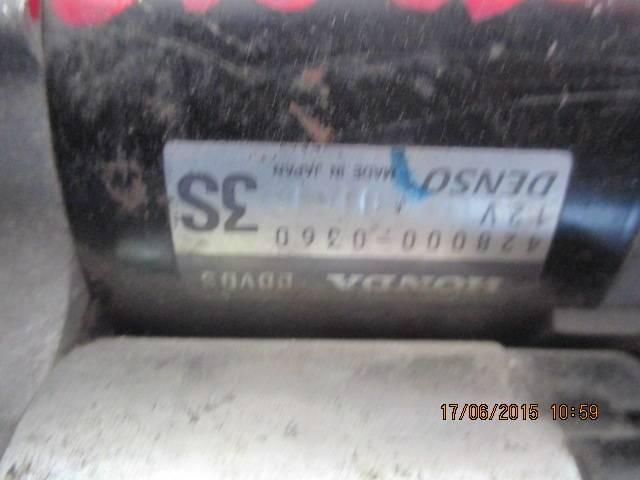 HONDA
428000-0360
12V 3S
DENSO MADE IN JAPAN
17/06/2015 10:59